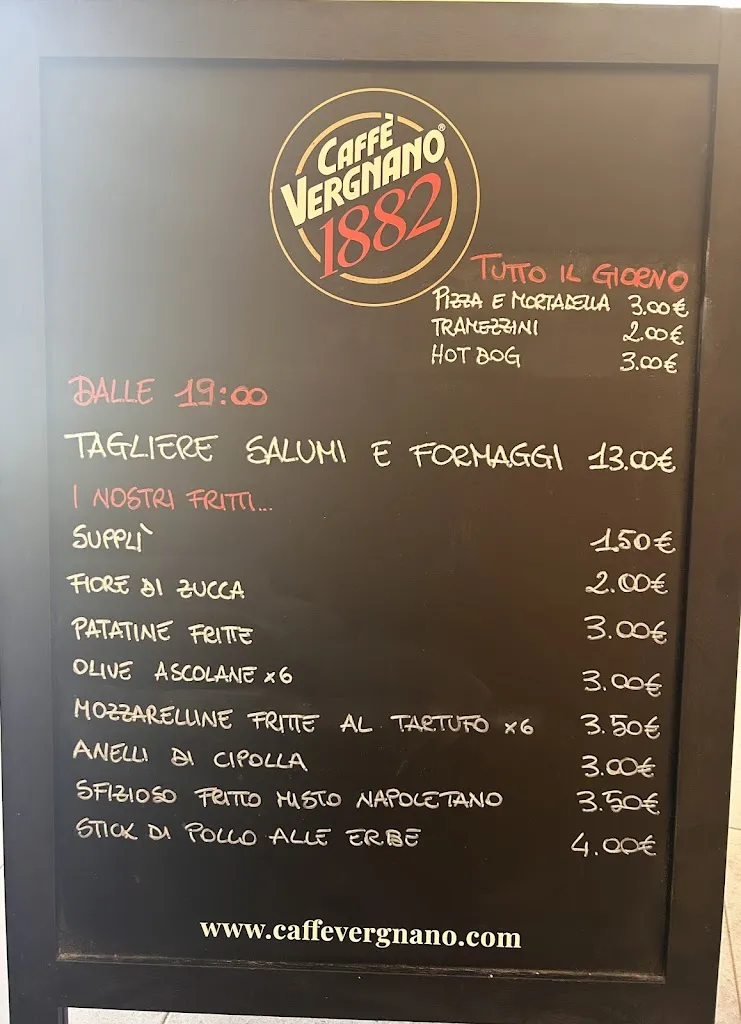 CAFFÈ
VERGNANO®
1882
TUTTO IL GIORNO
PIZZA E MORTADELLA 3.00€
TRAMEZZINI 2.00€
HOT DOG 3.00€
DALLE 19:00
TAGLIERE SALUMI E FORMAGGI 13.00€
I NOSTRI FRITTI...
SUPPLÌ 1.50€
FIORE DI ZUCCA 2.00€
PATATINE FRITTE 3.00€
OLIVE ASCOLANE x6 3.00€
MOZZARELLINE FRITTE AL TARTUFO x6 3.50€
ANELLI DI CIPOLLA 3.00€
SFIZIOSO FRITTO MISTO NAPOLETANO 3.50€
STICK DI POLLO ALLE ERBE 4.00€
www.caffevergnano.com